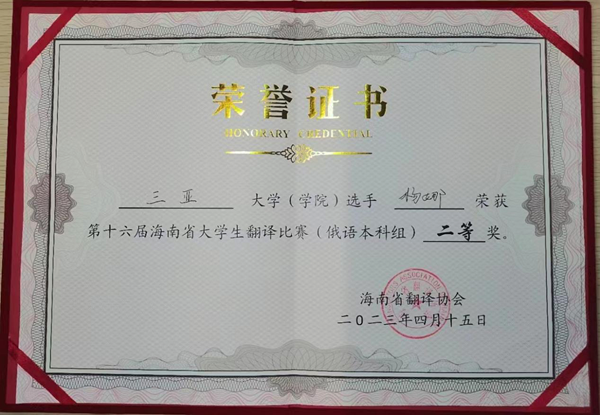 荣誉证书
HONORARY CREDENTIAL
三亚 大学（学院）选手 杨娜 荣获
第十六届海南省大学生翻译比赛（俄语本科组）二等奖。
海南省翻译协会
二〇二三年四月十五日